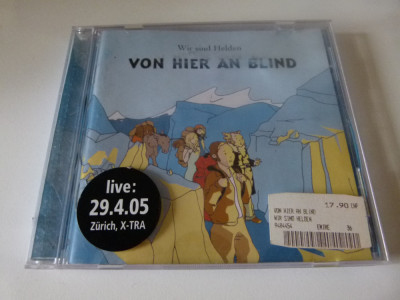 Wir sind Helden
VON HIER AN BLIND
live:
29.4.05
Zürich, X-TRA
17.90 CHF
VON HIER AN BLIND
WIR SIND HELDEN